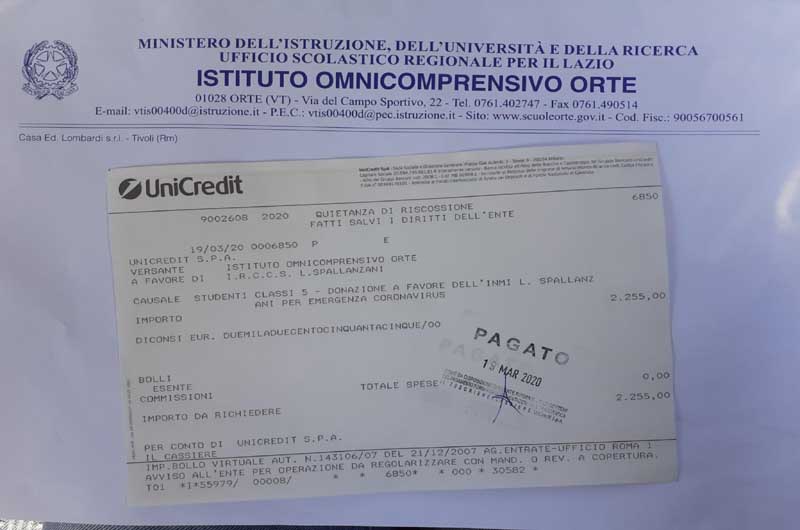 MINISTERO DELL'ISTRUZIONE, DELL'UNIVERSITÀ E DELLA RICERCA
UFFICIO SCOLASTICO REGIONALE PER IL LAZIO
ISTITUTO OMNICOMPRENSIVO ORTE
01028 ORTE (VT) - Via del Campo Sportivo, 22 - Tel. 0761.402747 - Fax 0761.490514
E-mail: vtis00400d@istruzione.it - P.E.C.: vtis00400d@pec.istruzione.it - Sito: www.scuoleorte.gov.it - Cod. Fisc.: 90056700561
Casa Ed. Lombardi s.r.l. - Tivoli (Rm)
UniCredit
9002608 2020 QUIETANZA DI RISCOSSIONE 6850
FATTI SALVI I DIRITTI DELL'ENTE
19/03/20 0006850 P E
UNICREDIT S.P.A.
VERSANTE ISTITUTO OMNICOMPRENSIVO ORTE
A FAVORE DI I.R.C.C.S. L.SPALLANZANI
CAUSALE STUDENTI CLASSI 5 - DONAZIONE A FAVORE DELL'INMI L. SPALLANZ
ANI PER EMERGENZA CORONAVIRUS
IMPORTO 2.255,00
DICONSI EUR. DUEMILADUECENTOCINQUANTACINQUE/00
PAGATO
19 MAR 2020
BOLLI
ESENTE
COMMISSIONI TOTALE SPESE 0,00
IMPORTO DA RICHIEDERE 2.255,00
PER CONTO DI UNICREDIT S.P.A.
IL CASSIERE
IMP.BOLLO VIRTUALE AUT. N.143106/07 DEL 21/12/2007 AG.ENTRATE-UFFICIO ROMA 1
AVVISO ALL'ENTE PER OPERAZIONE DA REGOLARIZZARE CON MAND. O REV. A COPERTURA.
T01 *I*55979/ 00008/ * * 6850* * 000 * 30582 *